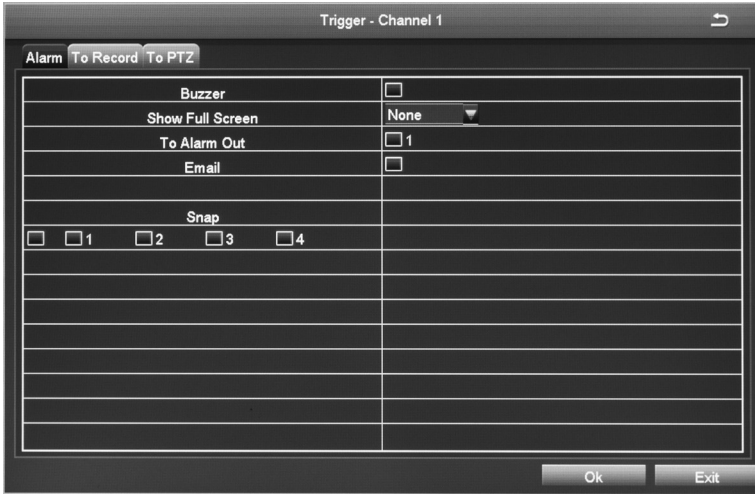 Trigger - Channel 1
Alarm To Record To PTZ
Buzzer
Show Full Screen None
To Alarm Out 1
Email
Snap
1 2 3 4
Ok Exit